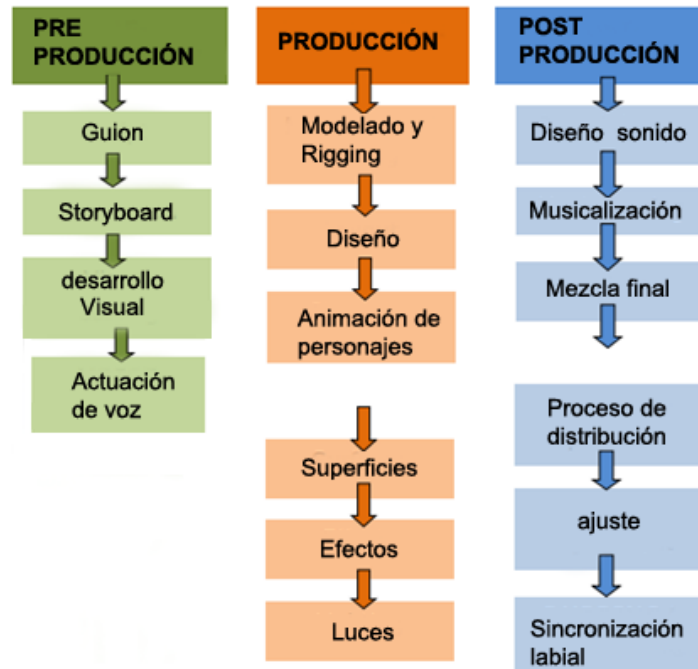 PRE
PRODUCCIÓN
Guion
Storyboard
desarrollo
Visual
Actuación
de voz
PRODUCCIÓN
Modelado y
Rigging
Diseño
Animación de
personajes
Superficies
Efectos
Luces
POST
PRODUCCIÓN
Diseño sonido
Musicalización
Mezcla final
Proceso de
distribución
ajuste
Sincronización
labial